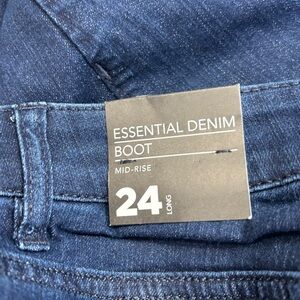 ESSENTIAL DENIM
BOOT
MID-RISE
24 LONG